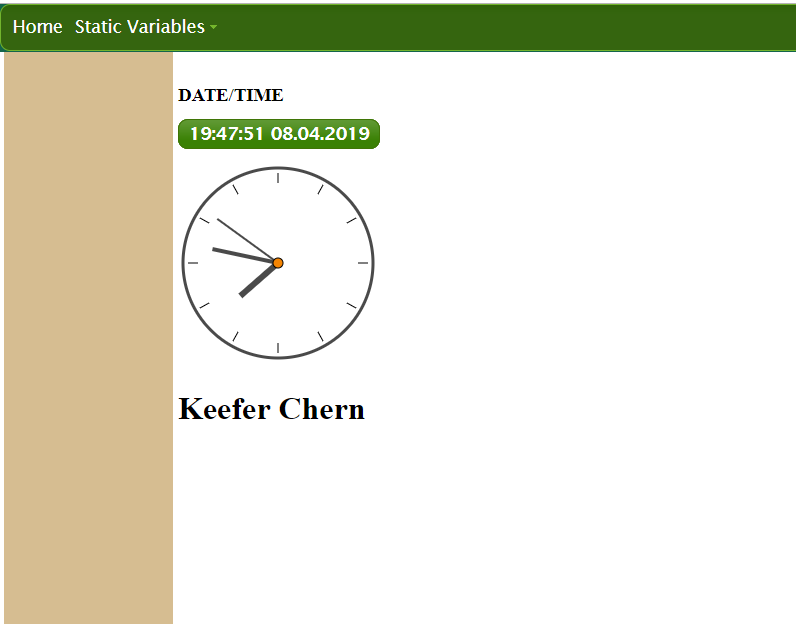 Home Static Variables
DATE/TIME
19:47:51 08.04.2019
Keefer Chern